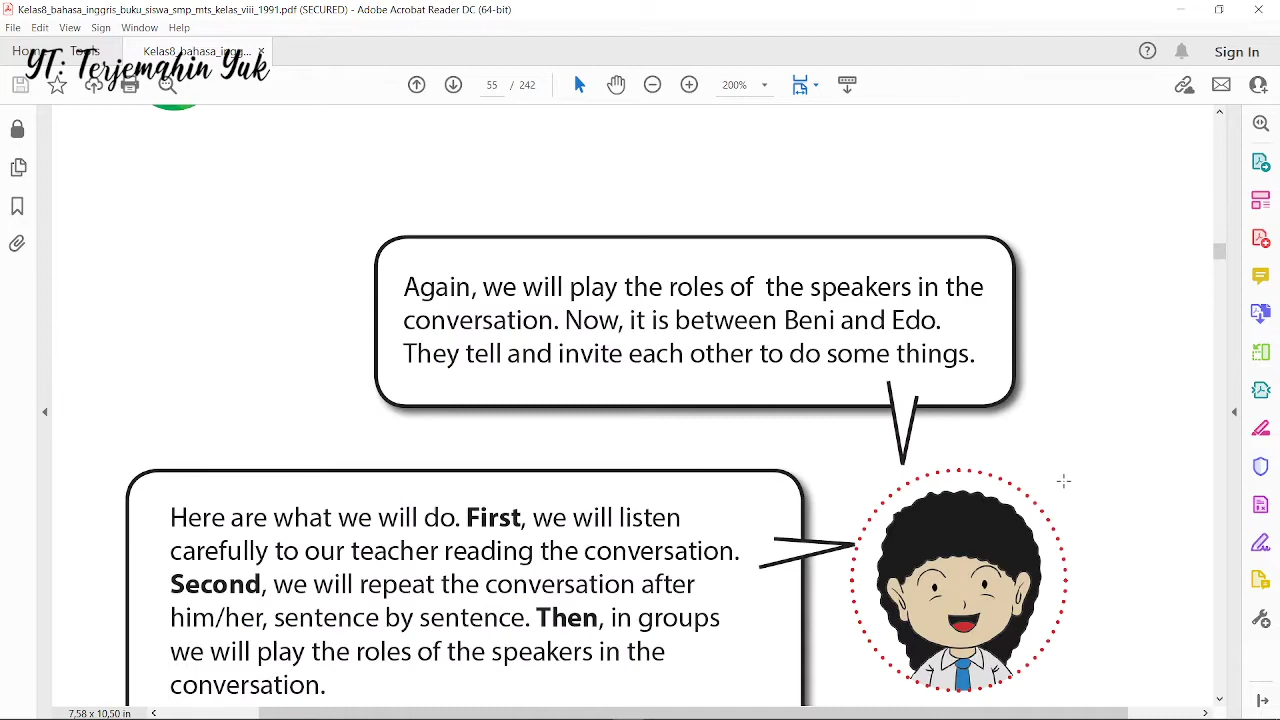 Kelas8_bahasa_inggris_buku_siswa_smp_mts_kelas_viii_1991.pdf (SECURED) - Adobe Acrobat Reader DC (64-bit)
File Edit View Sign Window Help
Home Tools Kelas8_bahasa_ingg... × Sign In
YT: Terjemahin Yuk
55 / 242 200%
Again, we will play the roles of the speakers in the
conversation. Now, it is between Beni and Edo.
They tell and invite each other to do some things.
Here are what we will do. First, we will listen
carefully to our teacher reading the conversation.
Second, we will repeat the conversation after
him/her, sentence by sentence. Then, in groups
we will play the roles of the speakers in the
conversation.
7,58 x 10,50 in